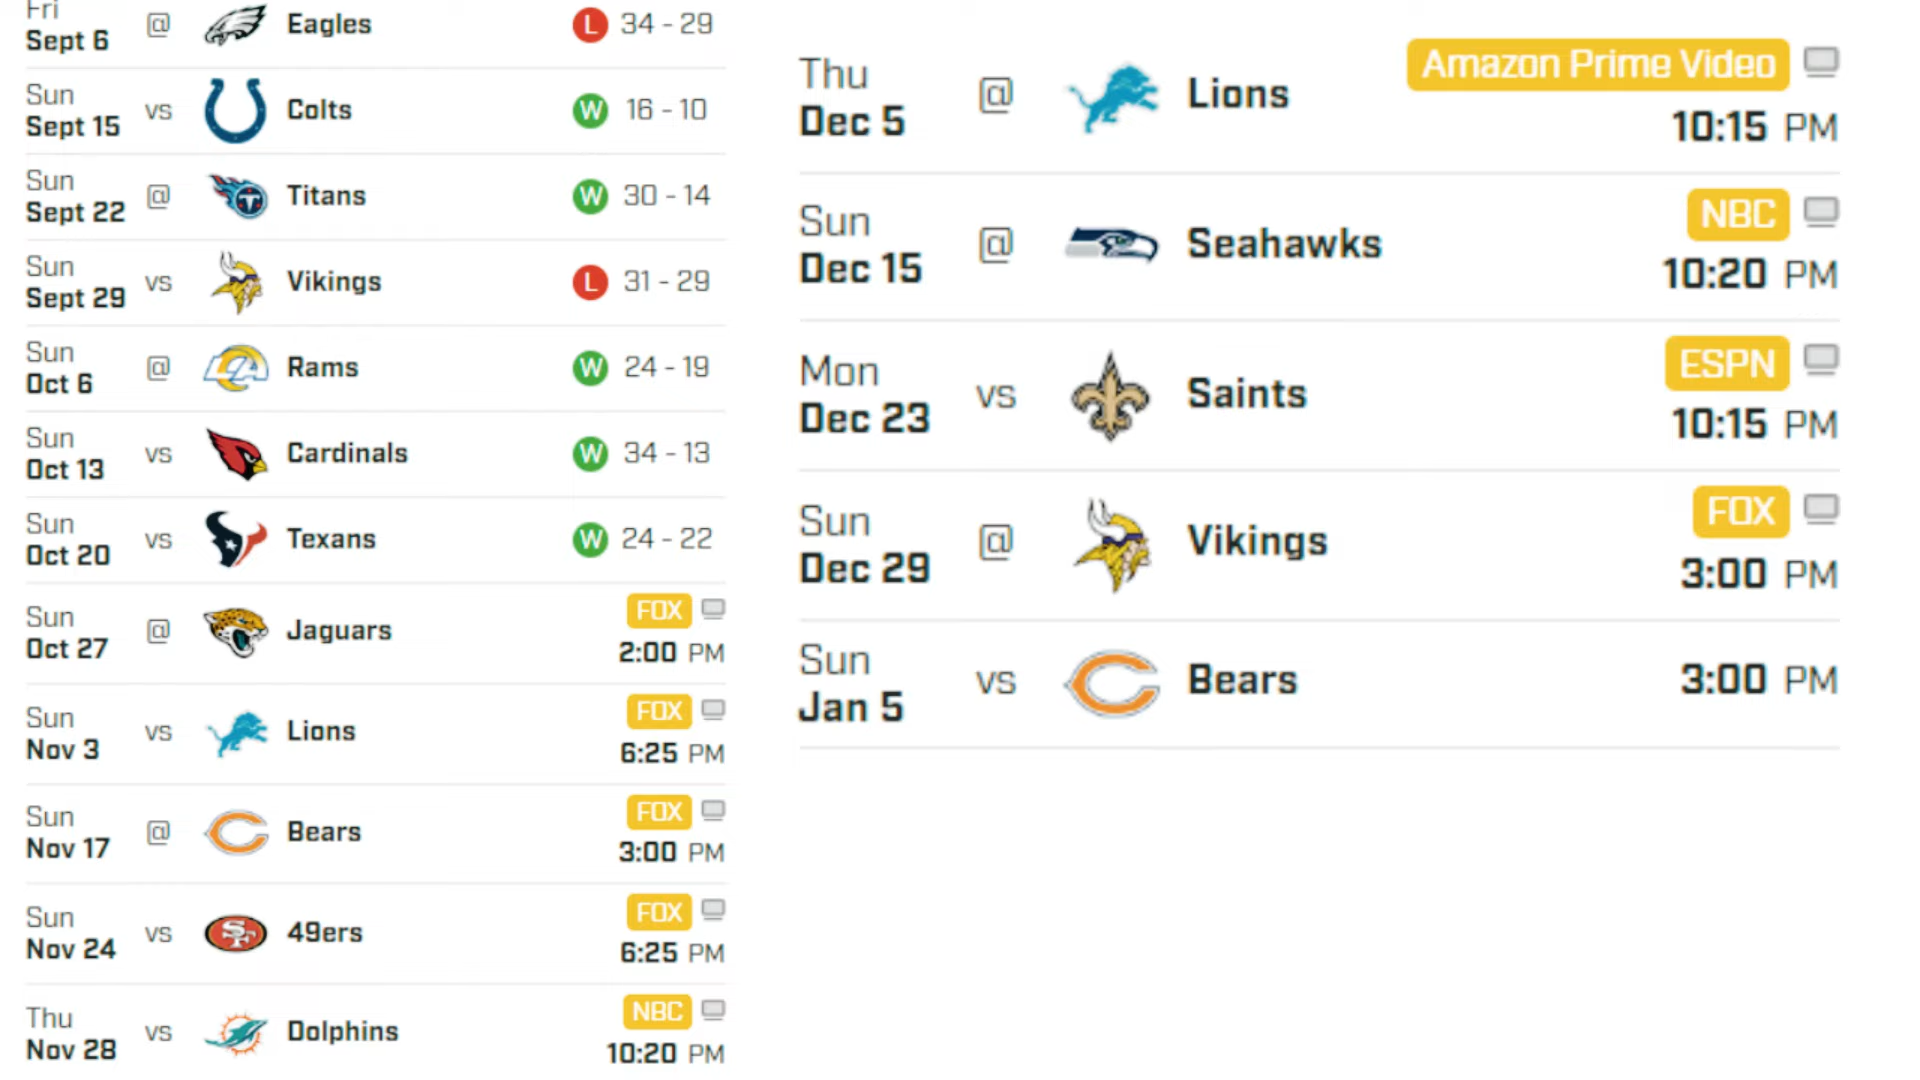 Fri
Sept 6 @ Eagles L 34 - 29
Sun
Sept 15 vs Colts W 16 - 10
Sun
Sept 22 @ Titans W 30 - 14
Sun
Sept 29 vs Vikings L 31 - 29
Sun
Oct 6 @ Rams W 24 - 19
Sun
Oct 13 vs Cardinals W 34 - 13
Sun
Oct 20 vs Texans W 24 - 22
Sun
Oct 27 @ Jaguars FOX
2:00 PM
Sun
Nov 3 vs Lions FOX
6:25 PM
Sun
Nov 17 @ Bears FOX
3:00 PM
Sun
Nov 24 vs SF 49ers FOX
6:25 PM
Thu
Nov 28 vs Dolphins NBC
10:20 PM
Thu
Dec 5 @ Lions Amazon Prime Video
10:15 PM
Sun
Dec 15 @ Seahawks NBC
10:20 PM
Mon
Dec 23 vs Saints ESPN
10:15 PM
Sun
Dec 29 @ Vikings FOX
3:00 PM
Sun
Jan 5 vs Bears 3:00 PM